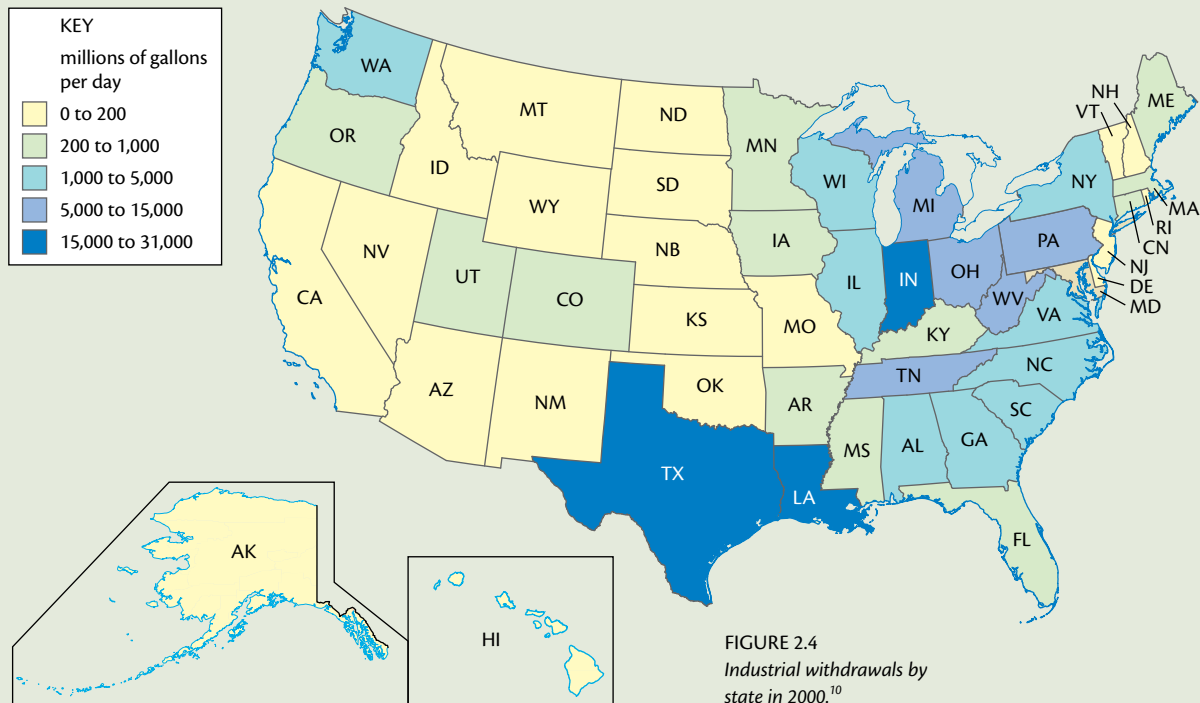 KEY
millions of gallons
per day
0 to 200
200 to 1,000
1,000 to 5,000
5,000 to 15,000
15,000 to 31,000
WA
MT
ND
MN
ME
NH
VT
OR
ID
SD
WI
NY
MA
WY
MI
RI
CN
IA
PA
NV
NB
NJ
UT
CO
IL
IN
OH
DE
MD
CA
WV
VA
KS
MO
KY
NC
TN
AZ
NM
OK
AR
SC
MS
AL
GA
TX
LA
FL
AK
HI
FIGURE 2.4
Industrial withdrawals by
state in 2000.10